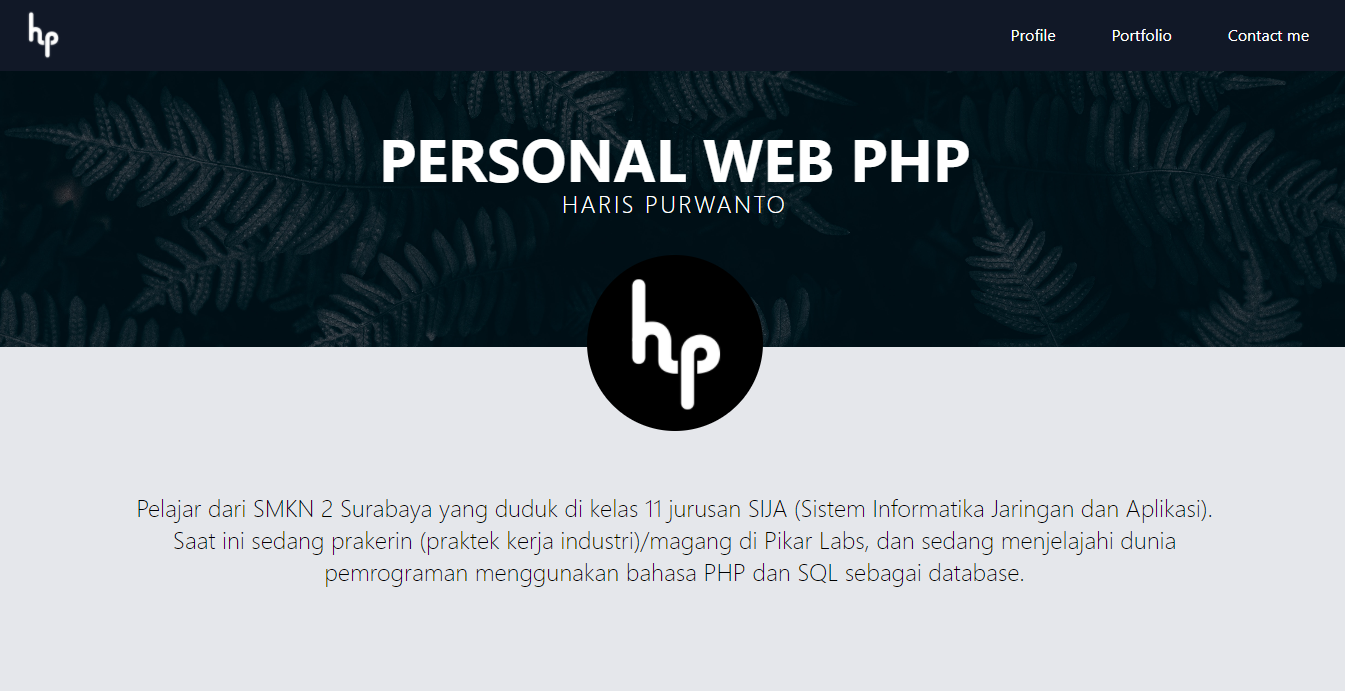 hp
Profile
Portfolio
Contact me
PERSONAL WEB PHP
HARIS PURWANTO
hp
Pelajar dari SMKN 2 Surabaya yang duduk di kelas 11 jurusan SIJA (Sistem Informatika Jaringan dan Aplikasi).
Saat ini sedang prakerin (praktek kerja industri)/magang di Pikar Labs, dan sedang menjelajahi dunia
pemrograman menggunakan bahasa PHP dan SQL sebagai database.